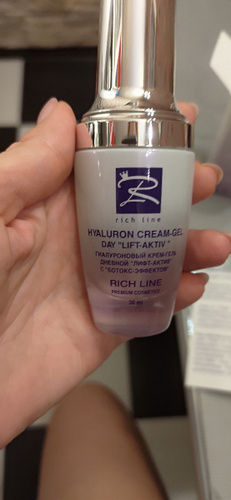 rich line
HYALURON CREAM-GEL
DAY "LIFT-AKTIV"
ГИАЛУРОНОВЫЙ КРЕМ-ГЕЛЬ
ДНЕВНОЙ "ЛИФТ-АКТИВ"
С "БОТОКС-ЭФФЕКТОМ"
RICH LINE
PREMIUM COSMETICS
30 ml